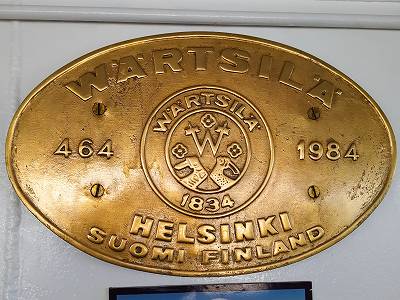 WÄRTSILÄ
464
WÄRTSILÄ
W
1834
1984
HELSINKI
SUOMI FINLAND